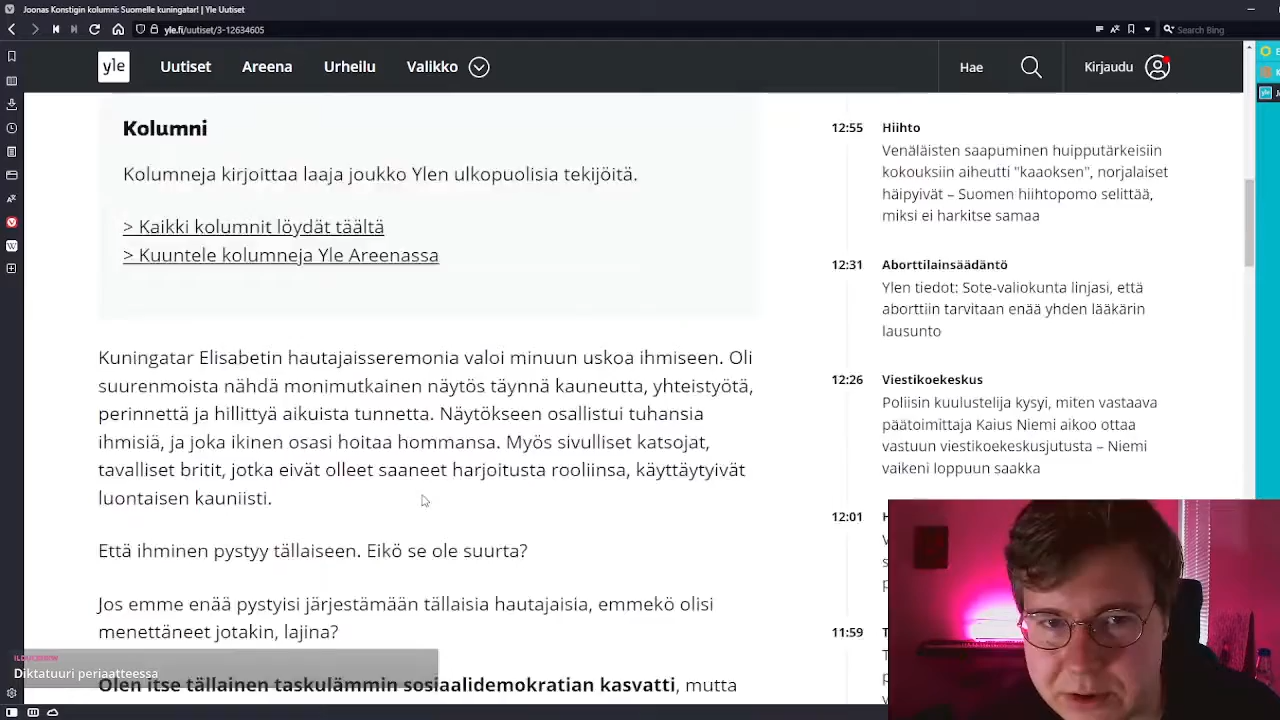 Joonas Konstigin kolumni: Suomelle kuningatar! | Yle Uutiset
yle.fi/uutiset/3-12634605
Search Bing
yle
Uutiset
Areena
Urheilu
Valikko
Hae
Kirjaudu
Kolumni
Kolumneja kirjoittaa laaja joukko Ylen ulkopuolisia tekijöitä.
> Kaikki kolumnit löydät täältä
> Kuuntele kolumneja Yle Areenassa
Kuningatar Elisabetin hautajaisseremonia valoi minuun uskoa ihmiseen. Oli
suurenmoista nähdä monimutkainen näytös täynnä kauneutta, yhteistyötä,
perinnettä ja hillittyä aikuista tunnetta. Näytökseen osallistui tuhansia
ihmisiä, ja joka ikinen osasi hoitaa hommansa. Myös sivulliset katsojat,
tavalliset britit, jotka eivät olleet saaneet harjoitusta rooliinsa, käyttäytyivät
luontaisen kauniisti.
Että ihminen pystyy tällaiseen. Eikö se ole suurta?
Jos emme enää pystyisi järjestämään tällaisia hautajaisia, emmekö olisi
menettäneet jotakin, lajina?
Diktatuuri periaatteessa
Olen itse tällainen taskulämmin sosiaalidemokratian kasvatti, mutta
12:55 Hiihto
Venäläisten saapuminen huipputärkeisiin
kokouksiin aiheutti "kaaoksen", norjalaiset
häipyivät – Suomen hiihtopomo selittää,
miksi ei harkitse samaa
12:31 Aborttilainsäädäntö
Ylen tiedot: Sote-valiokunta linjasi, että
aborttiin tarvitaan enää yhden lääkärin
lausunto
12:26 Viestikoekeskus
Poliisin kuulustelija kysyi, miten vastaava
päätoimittaja Kaius Niemi aikoo ottaa
vastuun viestikoekeskusjutusta – Niemi
vaikeni loppuun saakka
12:01
11:59